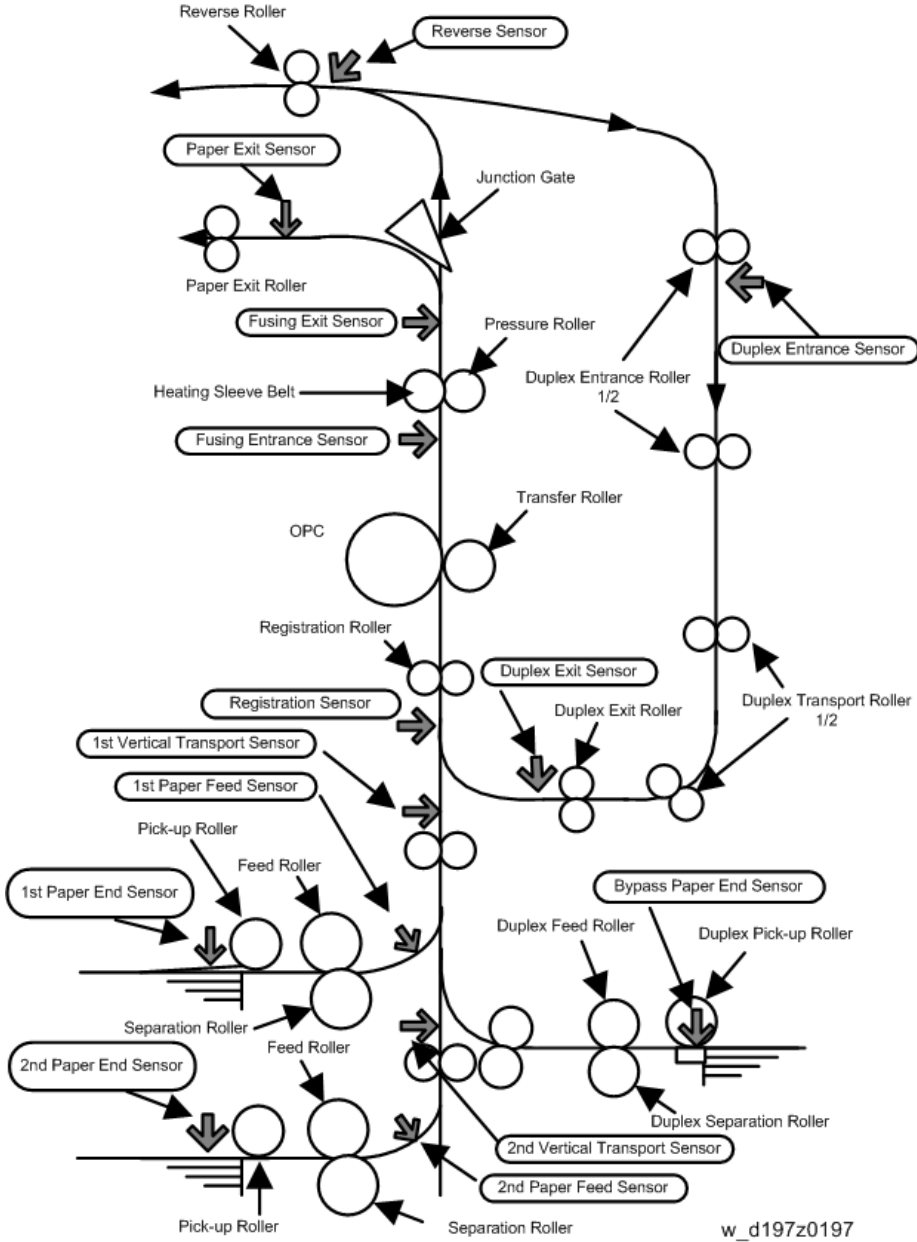 Reverse Roller
Reverse Sensor
Paper Exit Sensor
Junction Gate
Paper Exit Roller
Fusing Exit Sensor
Pressure Roller
Duplex Entrance Sensor
Duplex Entrance Roller
1/2
Heating Sleeve Belt
Fusing Entrance Sensor
Transfer Roller
OPC
Registration Roller
Duplex Exit Sensor
Registration Sensor
Duplex Exit Roller
Duplex Transport Roller
1/2
1st Vertical Transport Sensor
1st Paper Feed Sensor
Pick-up Roller
Feed Roller
1st Paper End Sensor
Bypass Paper End Sensor
Duplex Feed Roller
Duplex Pick-up Roller
Separation Roller
Feed Roller
2nd Paper End Sensor
Duplex Separation Roller
2nd Vertical Transport Sensor
2nd Paper Feed Sensor
Pick-up Roller
Separation Roller
w_d197z0197